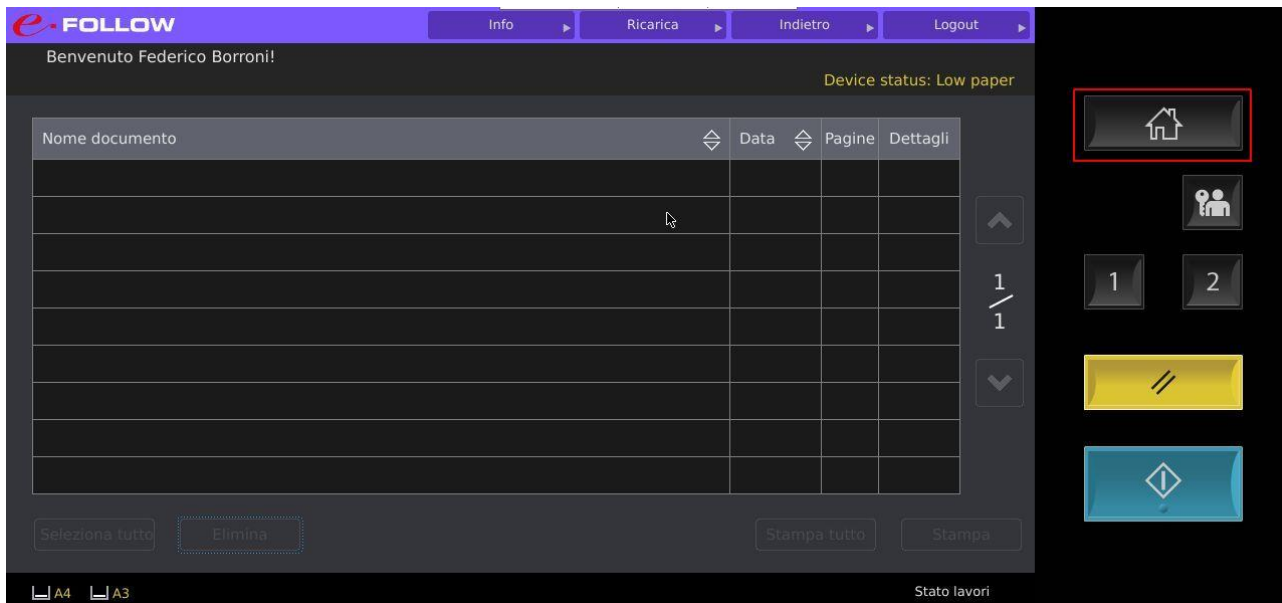 e-FOLLOW
Info
Ricarica
Indietro
Logout
Benvenuto Federico Borroni!
Device status: Low paper
Nome documento
Data
Pagine
Dettagli
1
1
Seleziona tutto
Elimina
Stampa tutto
Stampa
A4
A3
Stato lavori
1
2